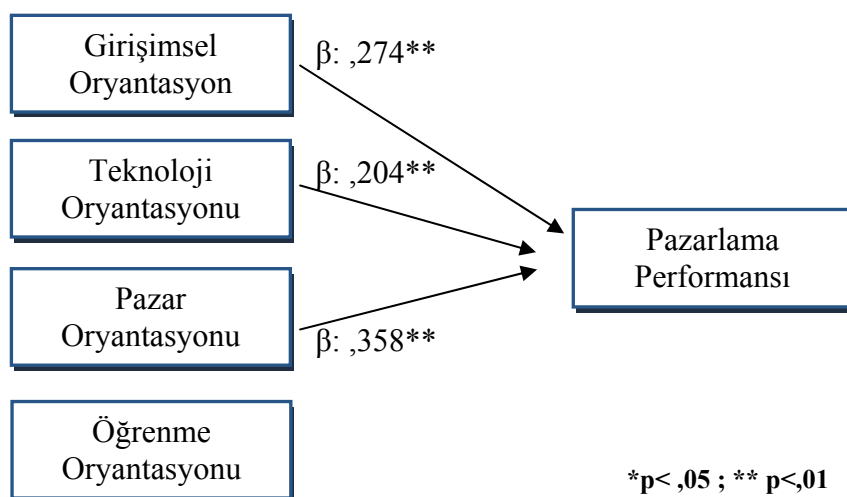 Girişimsel
Oryantasyon
β: ,274**
Teknoloji
Oryantasyonu
β: ,204**
Pazarlama
Performansı
Pazar
Oryantasyonu
β: ,358**
Öğrenme
Oryantasyonu
*p< ,05 ; ** p<,01